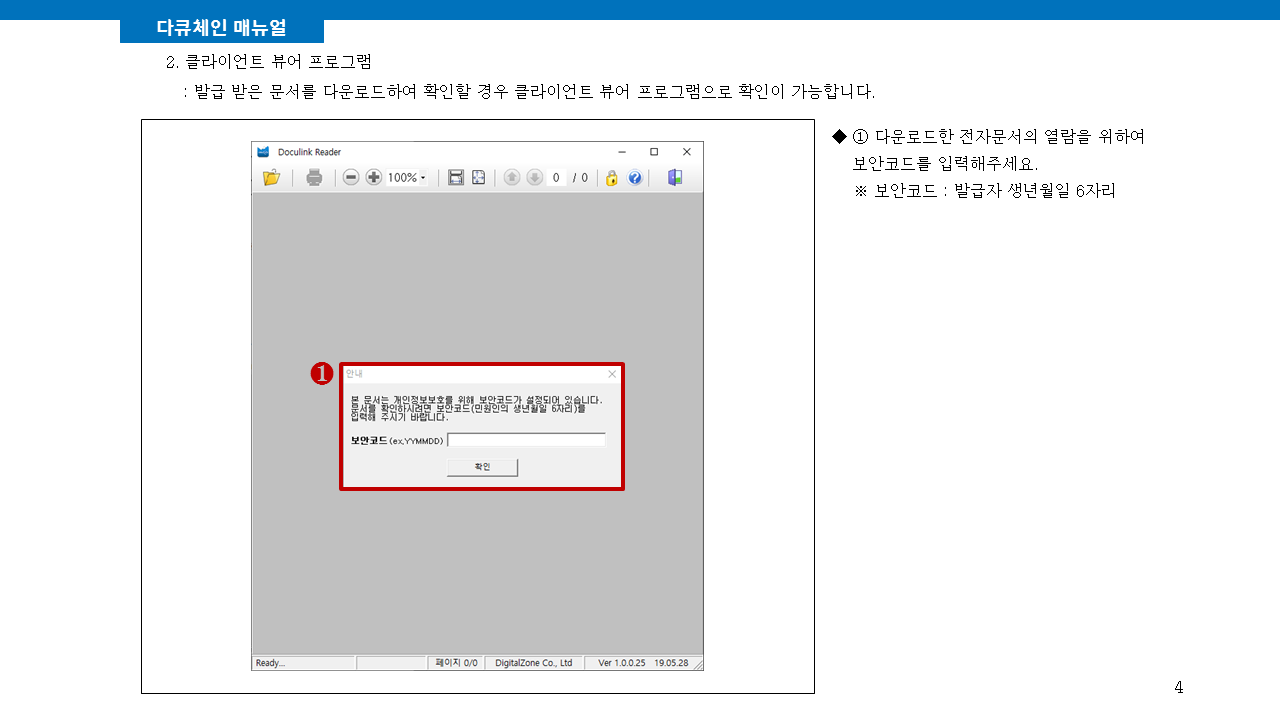 다큐체인 매뉴얼
2. 클라이언트 뷰어 프로그램
: 발급 받은 문서를 다운로드하여 확인할 경우 클라이언트 뷰어 프로그램으로 확인이 가능합니다.
◆ ① 다운로드한 전자문서의 열람을 위하여
보안코드를 입력해주세요.
※ 보안코드 : 발급자 생년월일 6자리
Doculink Reader
100%
0 / 0
❶
안내
본 문서는 개인정보보호를 위해 보안코드가 설정되어 있습니다.
문서를 확인하시려면 보안코드(민원인의 생년월일 6자리)를
입력해 주시기 바랍니다.
보안코드(ex,YYMMDD)
확인
Ready... 페이지 0/0 DigitalZone Co., Ltd Ver 1.0.0.25 19.05.28
4